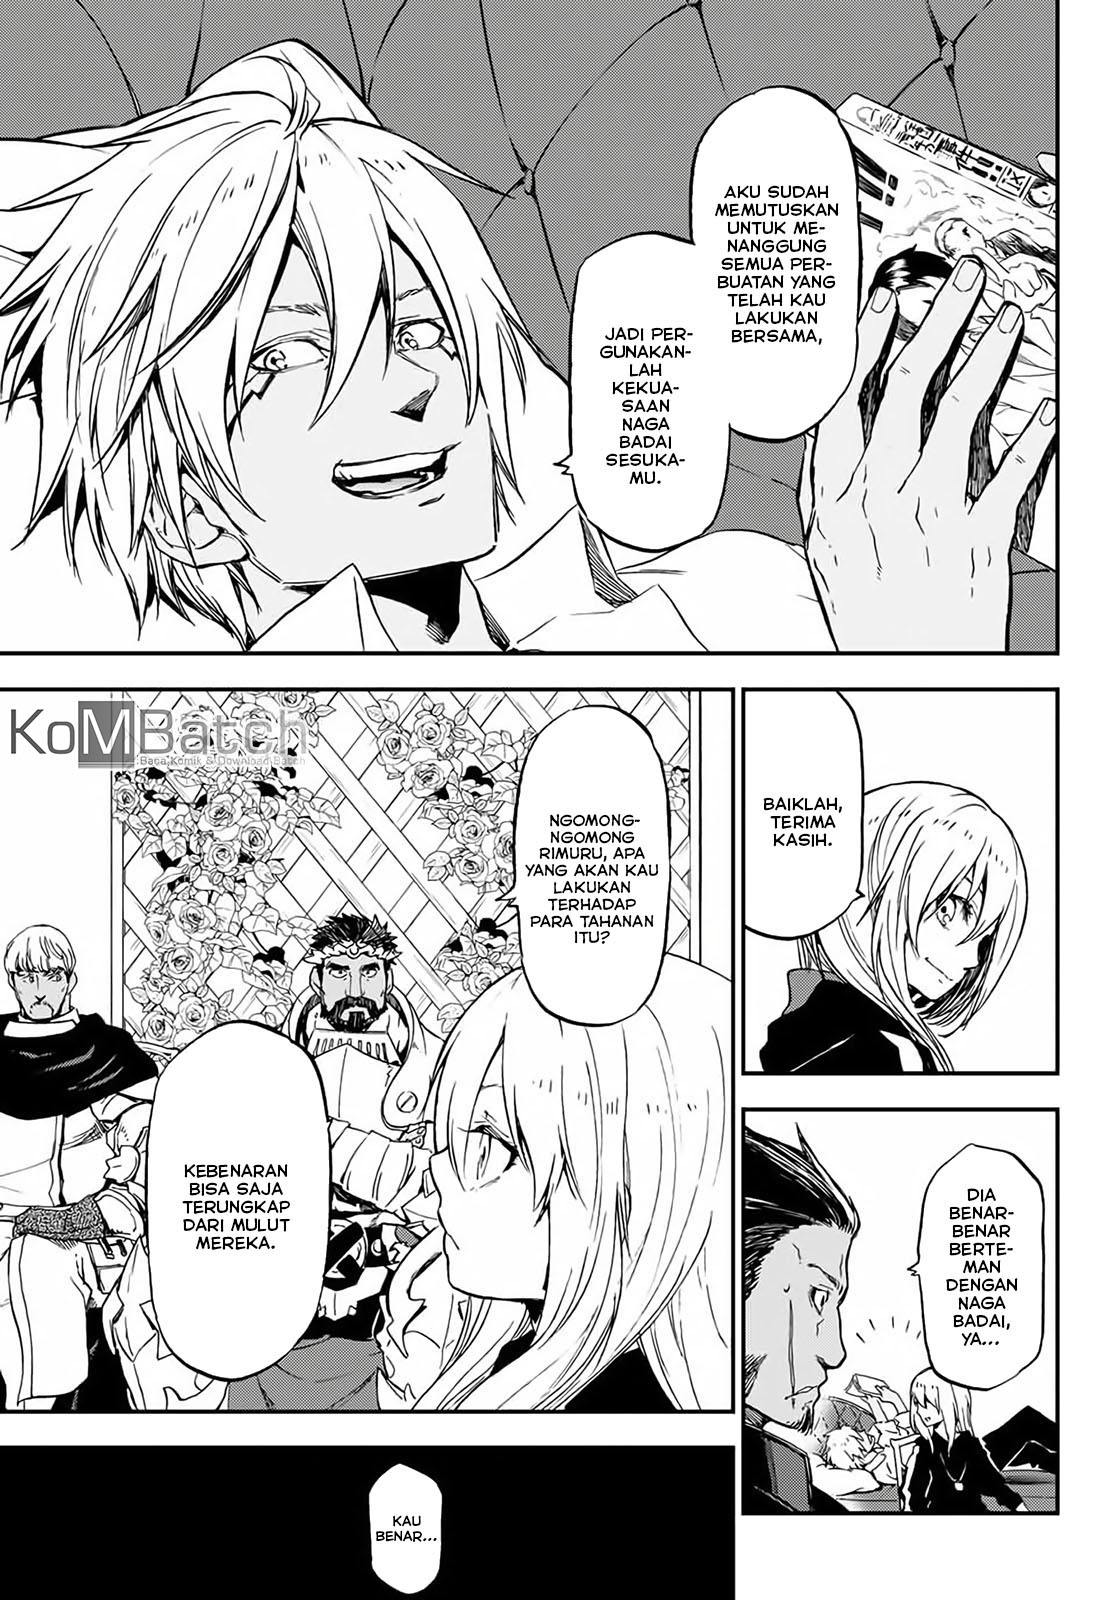 AKU SUDAH
MEMUTUSKAN
UNTUK ME-
NANGGUNG
SEMUA PER-
BUATAN YANG
TELAH KAU
LAKUKAN
BERSAMA,
JADI PER-
GUNAKAN-
LAH
KEKUA-
SAAN
NAGA
BADAI
SESUKA-
MU.
BAIKLAH,
TERIMA
KASIH.
DIA
BENAR-
BENAR
BERTE-
MAN
DENGAN
NAGA
BADAI,
YA...
KoMBatch
Baca Komik & Download Batch
NGOMONG-
NGOMONG
RIMURU, APA
YANG AKAN KAU
LAKUKAN
TERHADAP
PARA TAHANAN
ITU?
KEBENARAN
BISA SAJA
TERUNGKAP
DARI MULUT
MEREKA.
KAU
BENAR...